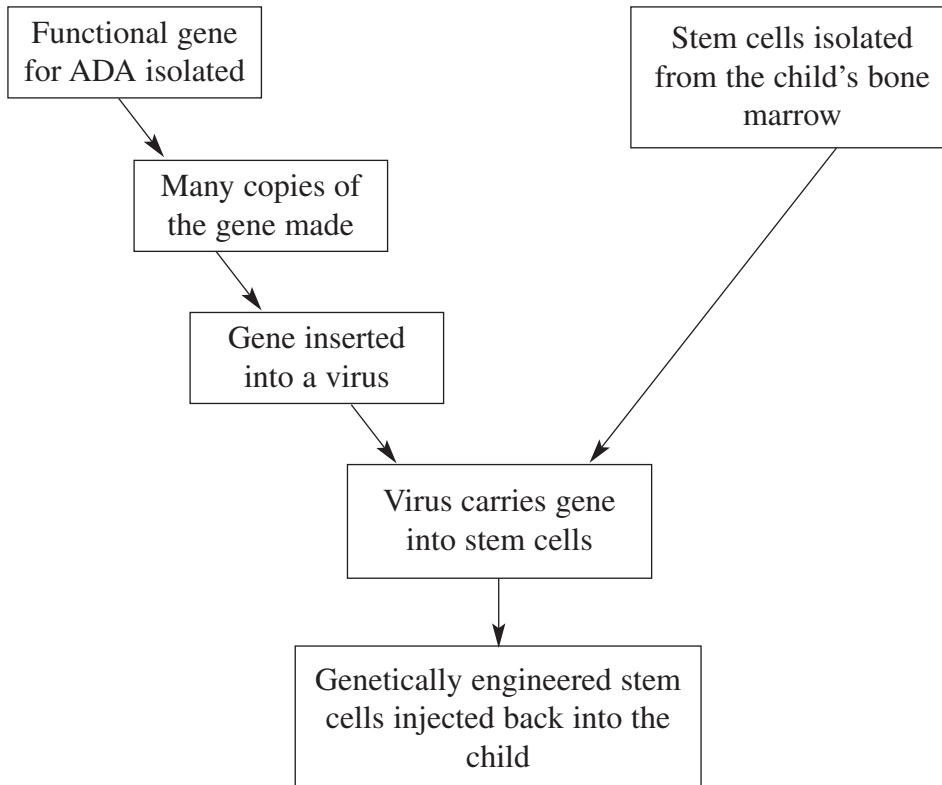 Functional gene
for ADA isolated
Stem cells isolated
from the child’s bone
marrow
Many copies of
the gene made
Gene inserted
into a virus
Virus carries gene
into stem cells
Genetically engineered stem
cells injected back into the
child